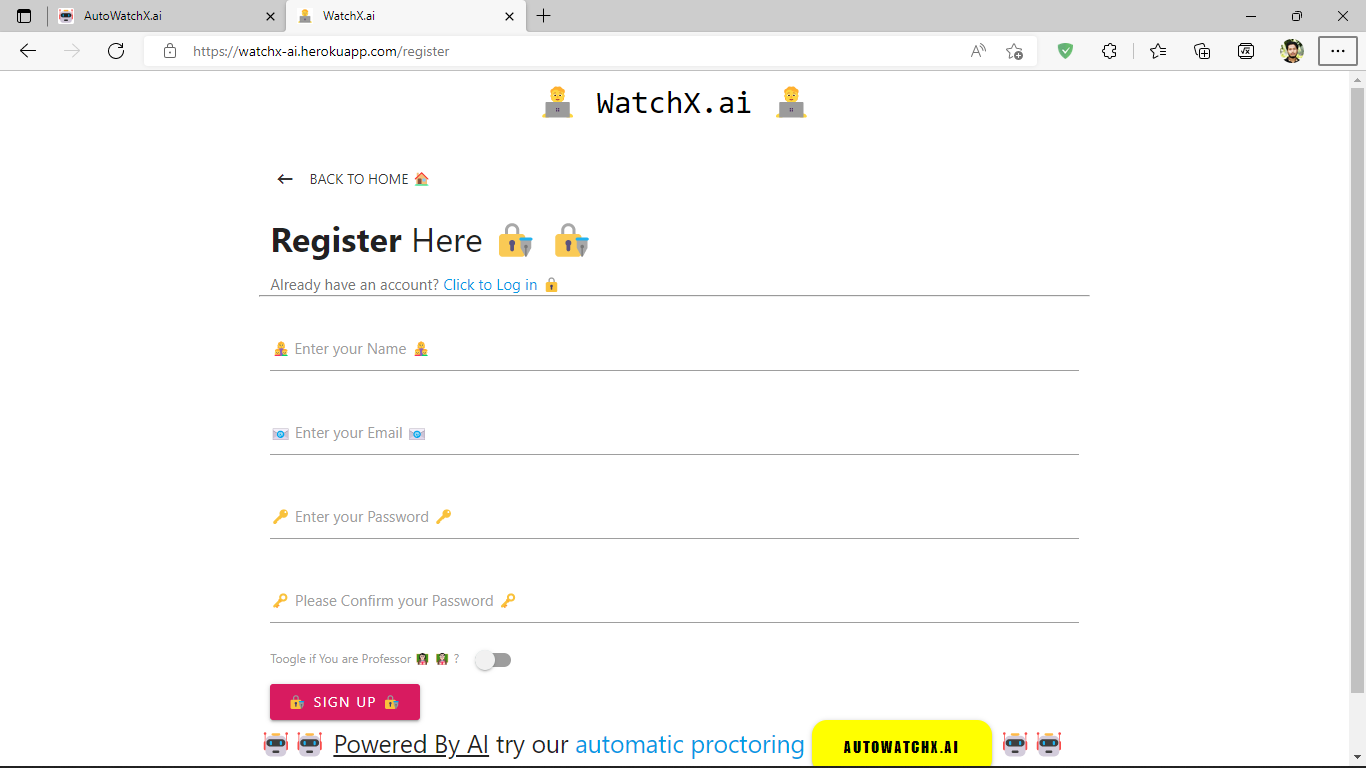 AutoWatchX.ai
WatchX.ai
https://watchx-ai.herokuapp.com/register
WatchX.ai
BACK TO HOME
Register Here
Already have an account? Click to Log in
Enter your Name
Enter your Email
Enter your Password
Please Confirm your Password
Toogle if You are Professor ?
SIGN UP
Powered By AI try our automatic proctoring AUTOWATCHX.AI